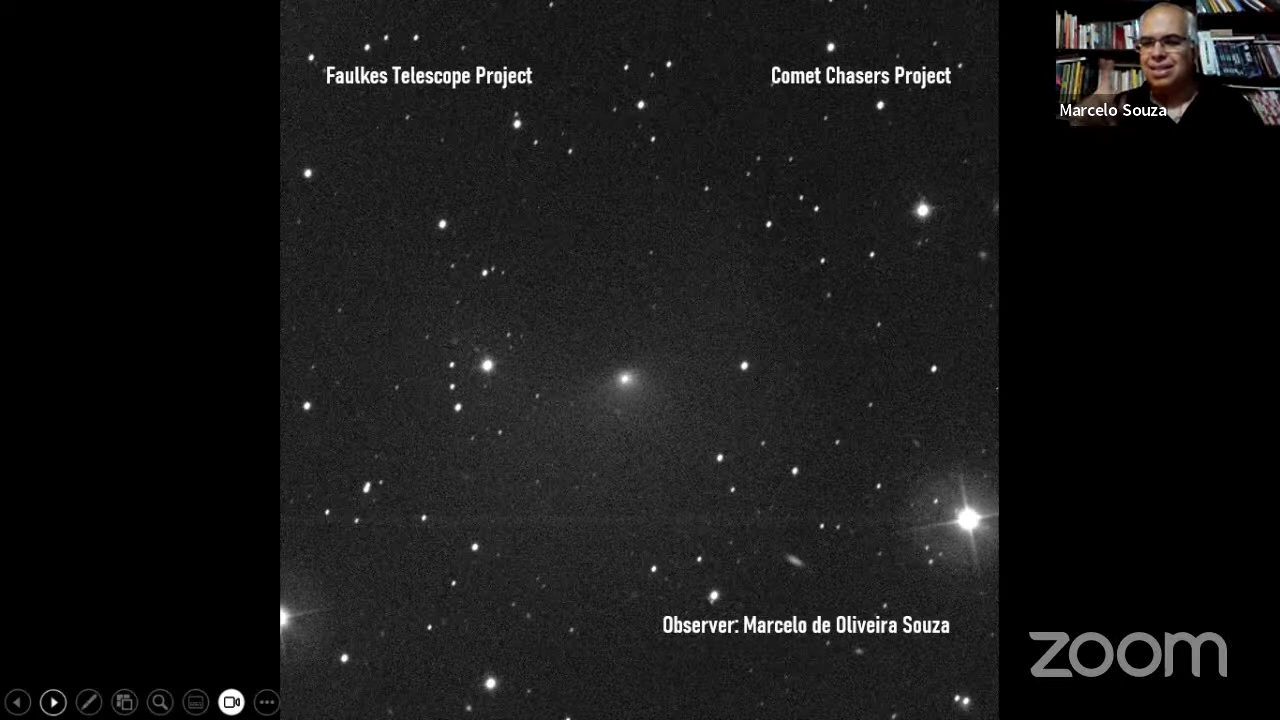 Faulkes Telescope Project
Comet Chasers Project
Marcelo Souza
Observer: Marcelo de Oliveira Souza
zoom